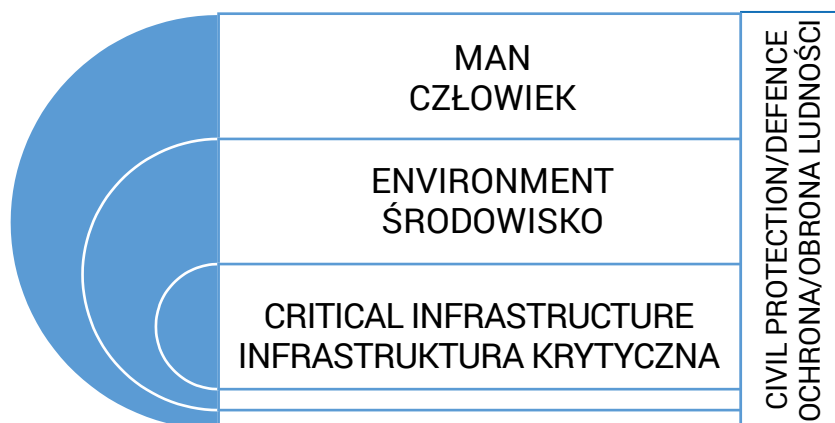 MAN
CZŁOWIEK
ENVIRONMENT
ŚRODOWISKO
CRITICAL INFRASTRUCTURE
INFRASTRUKTURA KRYTYCZNA
CIVIL PROTECTION/DEFENCE
OCHRONA/OBRONA LUDNOŚCI